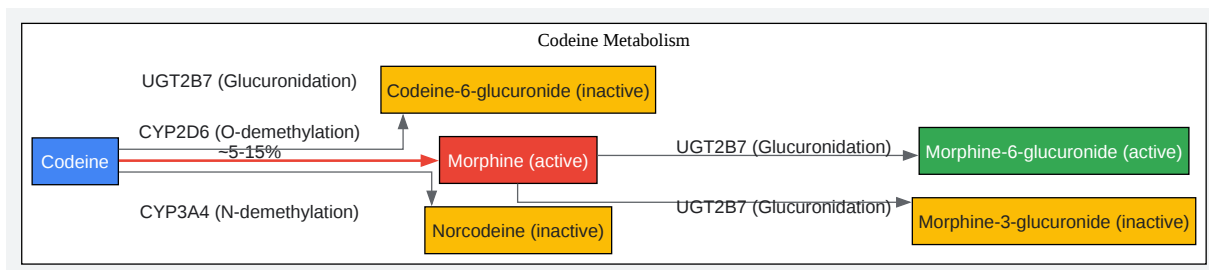 Codeine Metabolism
UGT2B7 (Glucuronidation)
Codeine-6-glucuronide (inactive)
CYP2D6 (O-demethylation)
~5-15%
Codeine
Morphine (active)
UGT2B7 (Glucuronidation)
Morphine-6-glucuronide (active)
CYP3A4 (N-demethylation)
Norcodeine (inactive)
UGT2B7 (Glucuronidation)
Morphine-3-glucuronide (inactive)